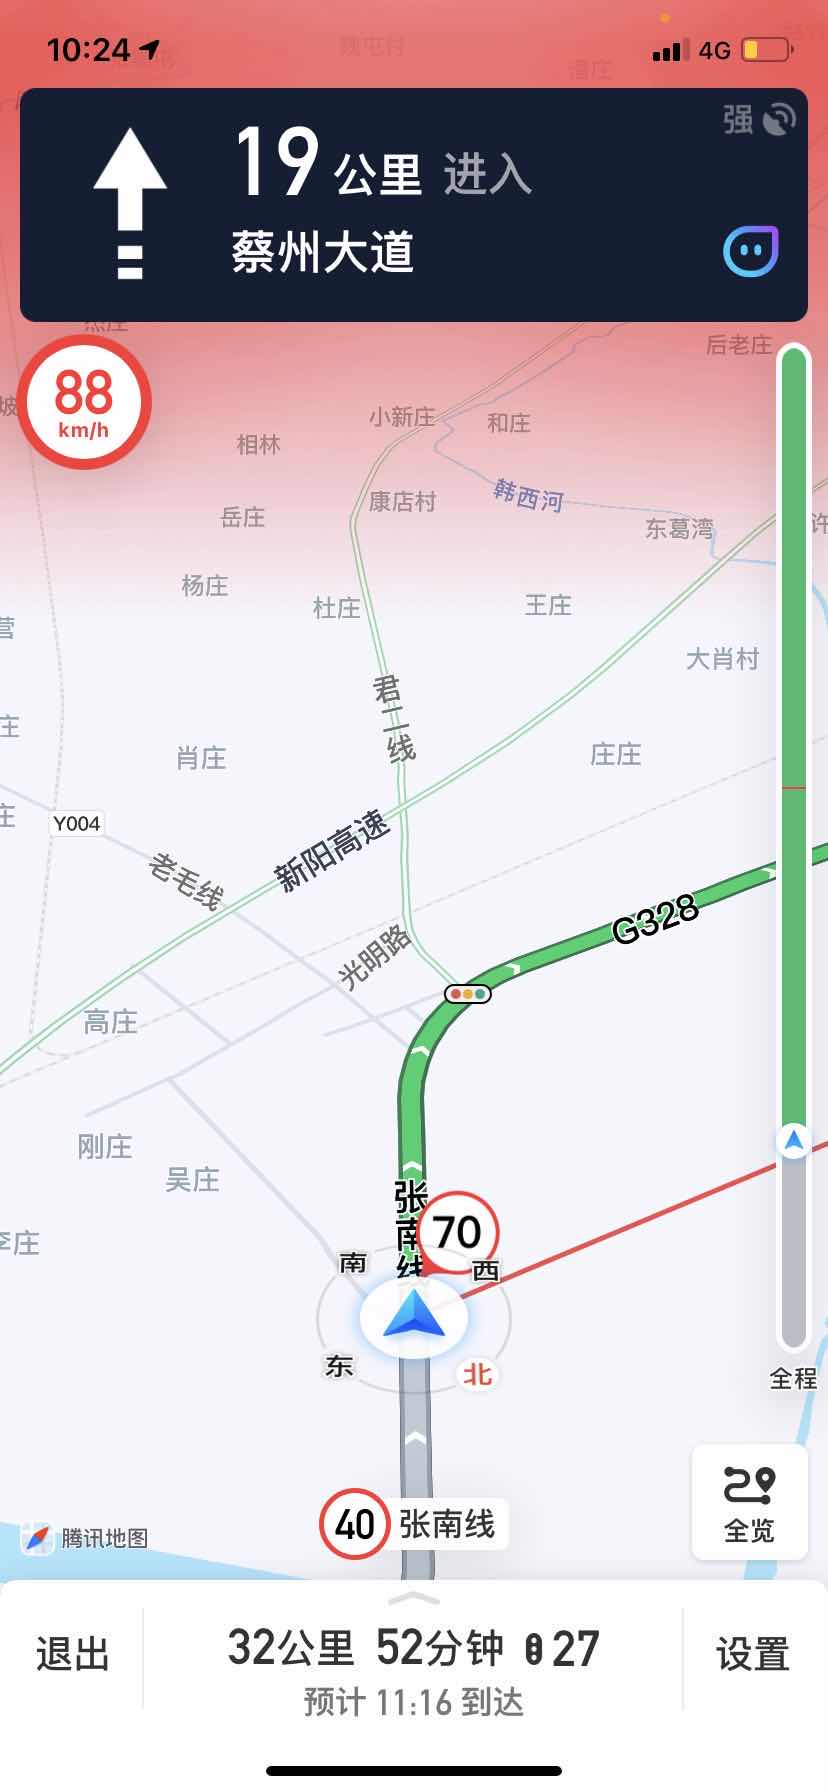 10:24
4G
强
19公里 进入
蔡州大道
后老庄
88
km/h
小新庄
和庄
相林
韩西河
康店村
岳庄
东葛湾
杨庄
杜庄
王庄
大肖村
君二线
肖庄
庄庄
Y004
新阳高速
老毛线
G328
光明路
高庄
刚庄
吴庄
张南线
70
南
西
东
北
全程
40
张南线
全览
腾讯地图
退出
32公里 52分钟 27
设置
预计 11:16 到达